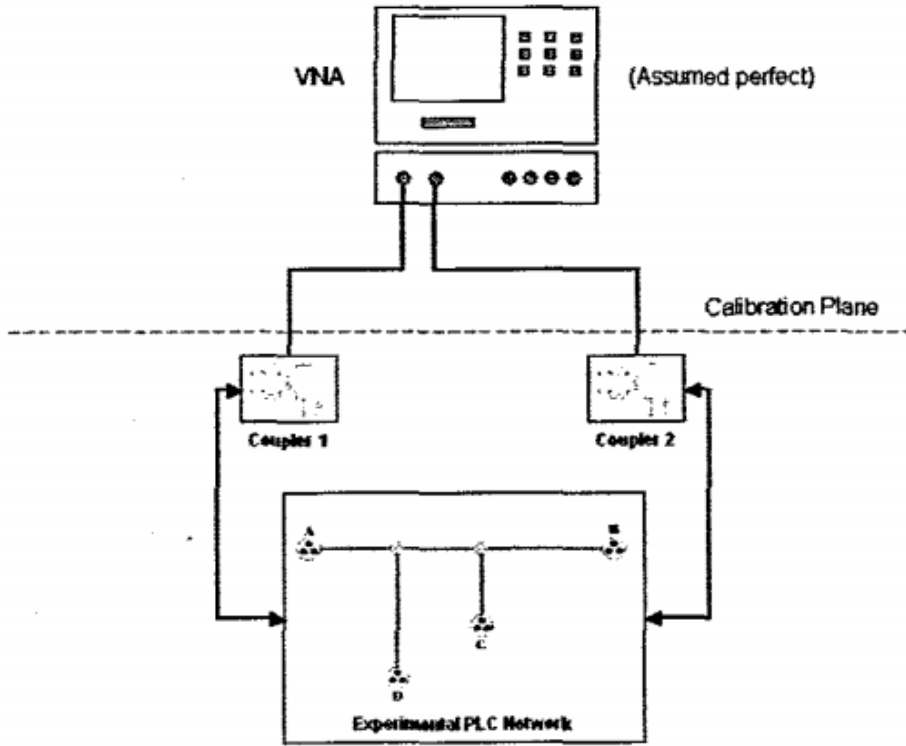 VNA (Assumed perfect)
Calibration Plane
Coupler 1 Coupler 2
A B
C
D
Experimental PLC Network